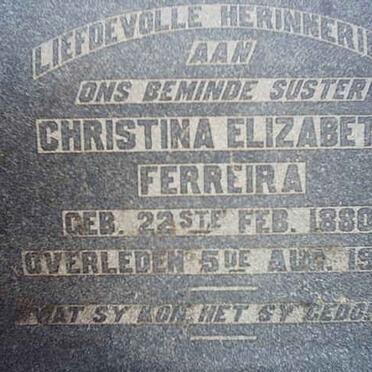 LIEFDEVOLLE HERINNERI
AAN
ONS BEMINDE SUSTER
CHRISTINA ELIZABET
FERREIRA
GEB. 22STE FEB. 1880
OVERLEDEN 5DE AUG. 19
WAT SY KON, HET SY GEDO